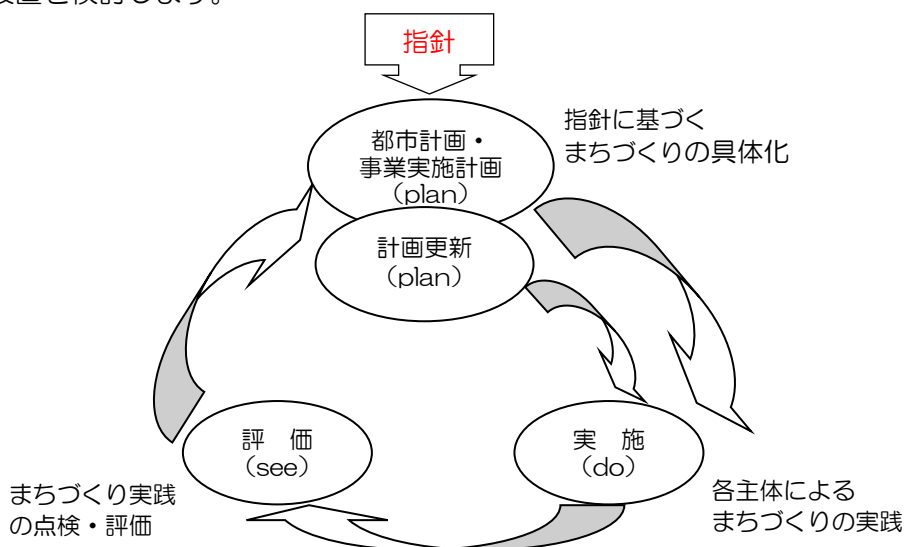 設置を検討します。
指針
都市計画・
事業実施計画
（plan）
指針に基づく
まちづくりの具体化
計画更新
（plan）
評　価
（see）
実　施
（do）
まちづくり実践
の点検・評価
各主体による
まちづくりの実践